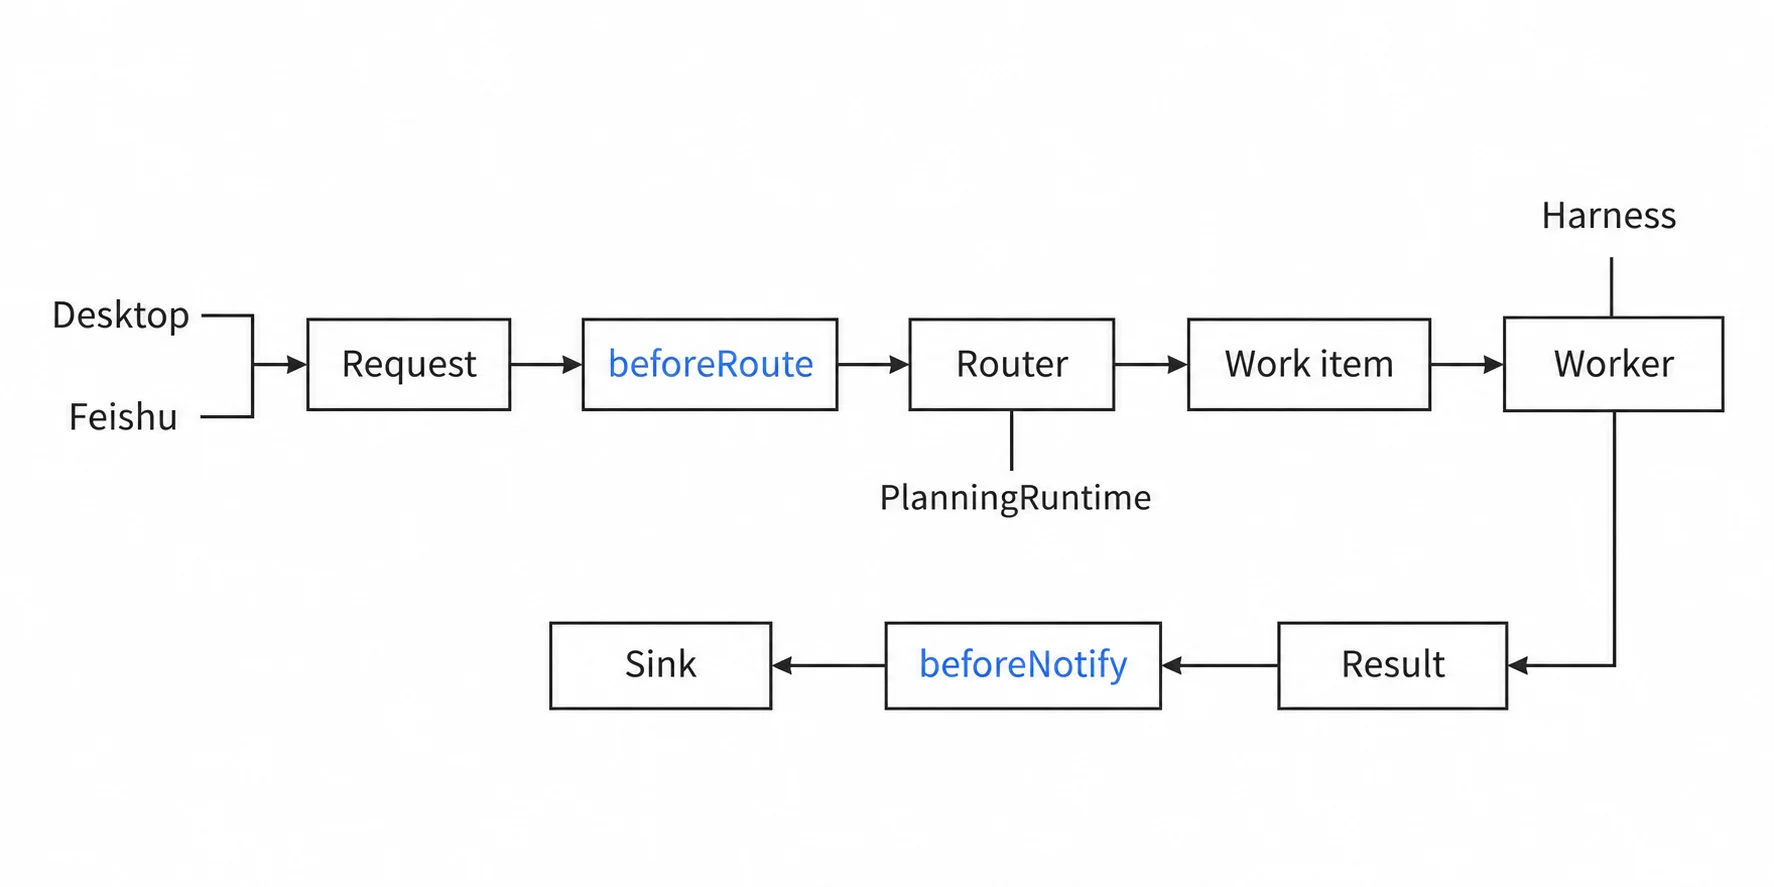 Harness
Desktop
Feishu
Request
beforeRoute
Router
Work item
Worker
PlanningRuntime
Sink
beforeNotify
Result